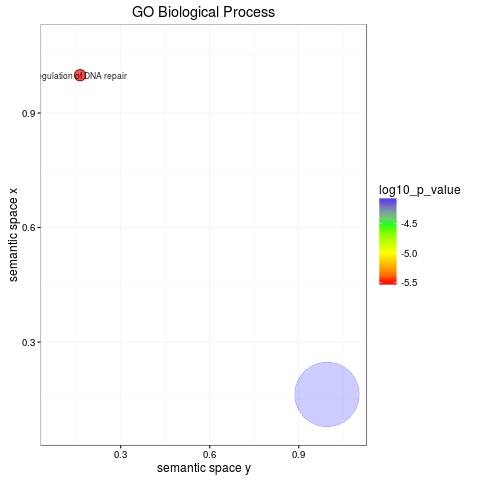 GO Biological Process
egulation of DNA repair
0.9
0.6
0.3
semantic space x
0.3
0.6
0.9
semantic space y
log10_p_value
-4.5
-5.0
-5.5